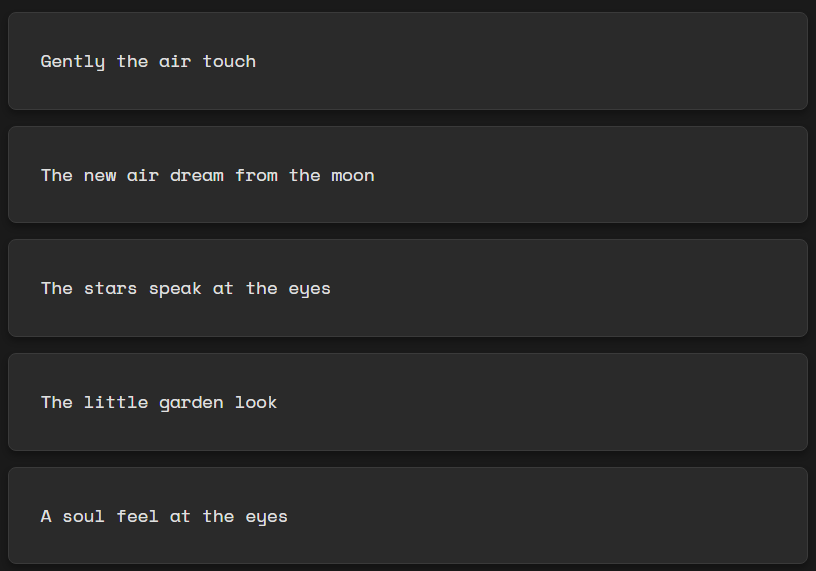 Gently the air touch
The new air dream from the moon
The stars speak at the eyes
The little garden look
A soul feel at the eyes